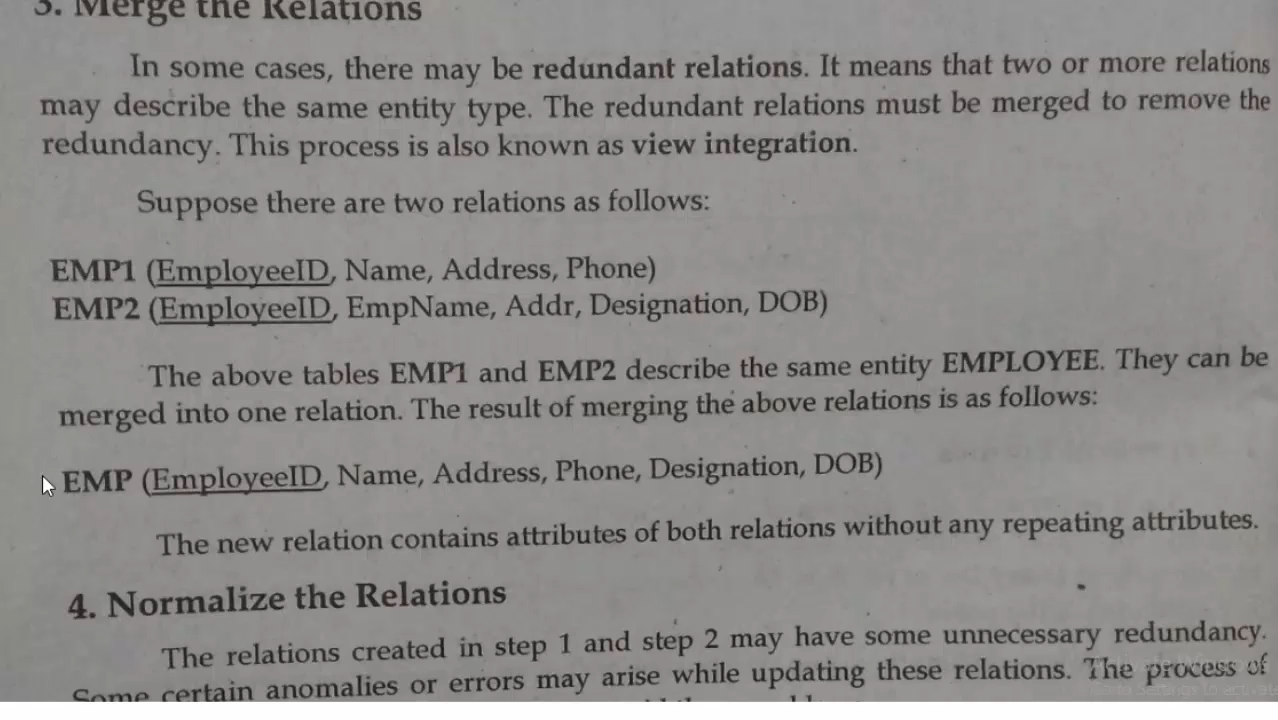 3. Merge the Relations
In some cases, there may be redundant relations. It means that two or more relations
may describe the same entity type. The redundant relations must be merged to remove the
redundancy. This process is also known as view integration.
Suppose there are two relations as follows:
EMP1 (EmployeeID, Name, Address, Phone)
EMP2 (EmployeeID, EmpName, Addr, Designation, DOB)
The above tables EMP1 and EMP2 describe the same entity EMPLOYEE. They can be
merged into one relation. The result of merging the above relations is as follows:
EMP (EmployeeID, Name, Address, Phone, Designation, DOB)
The new relation contains attributes of both relations without any repeating attributes.
4. Normalize the Relations
The relations created in step 1 and step 2 may have some unnecessary redundancy.
Some certain anomalies or errors may arise while updating these relations. The process of